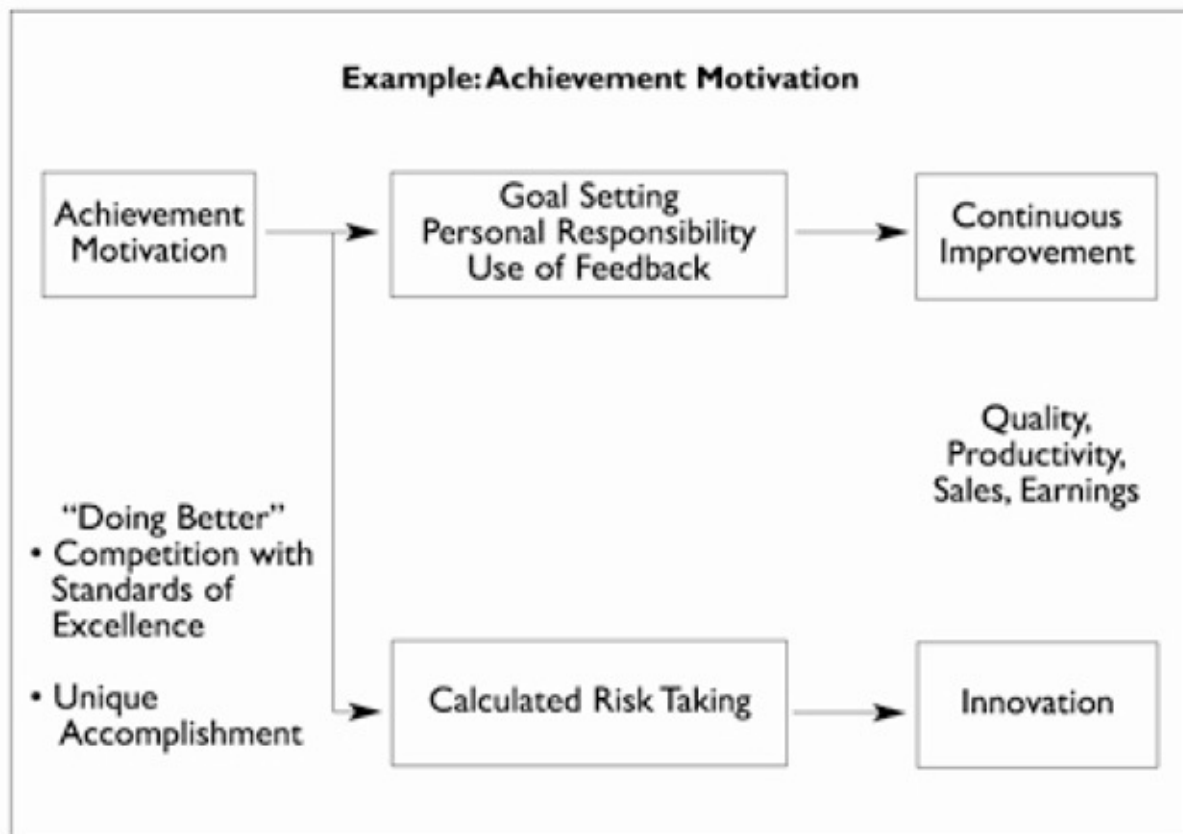 Example: Achievement Motivation
Achievement
Motivation
Goal Setting
Personal Responsibility
Use of Feedback
Continuous
Improvement
Quality,
Productivity,
Sales, Earnings
“Doing Better”
• Competition with
Standards of
Excellence
• Unique
Accomplishment
Calculated Risk Taking
Innovation